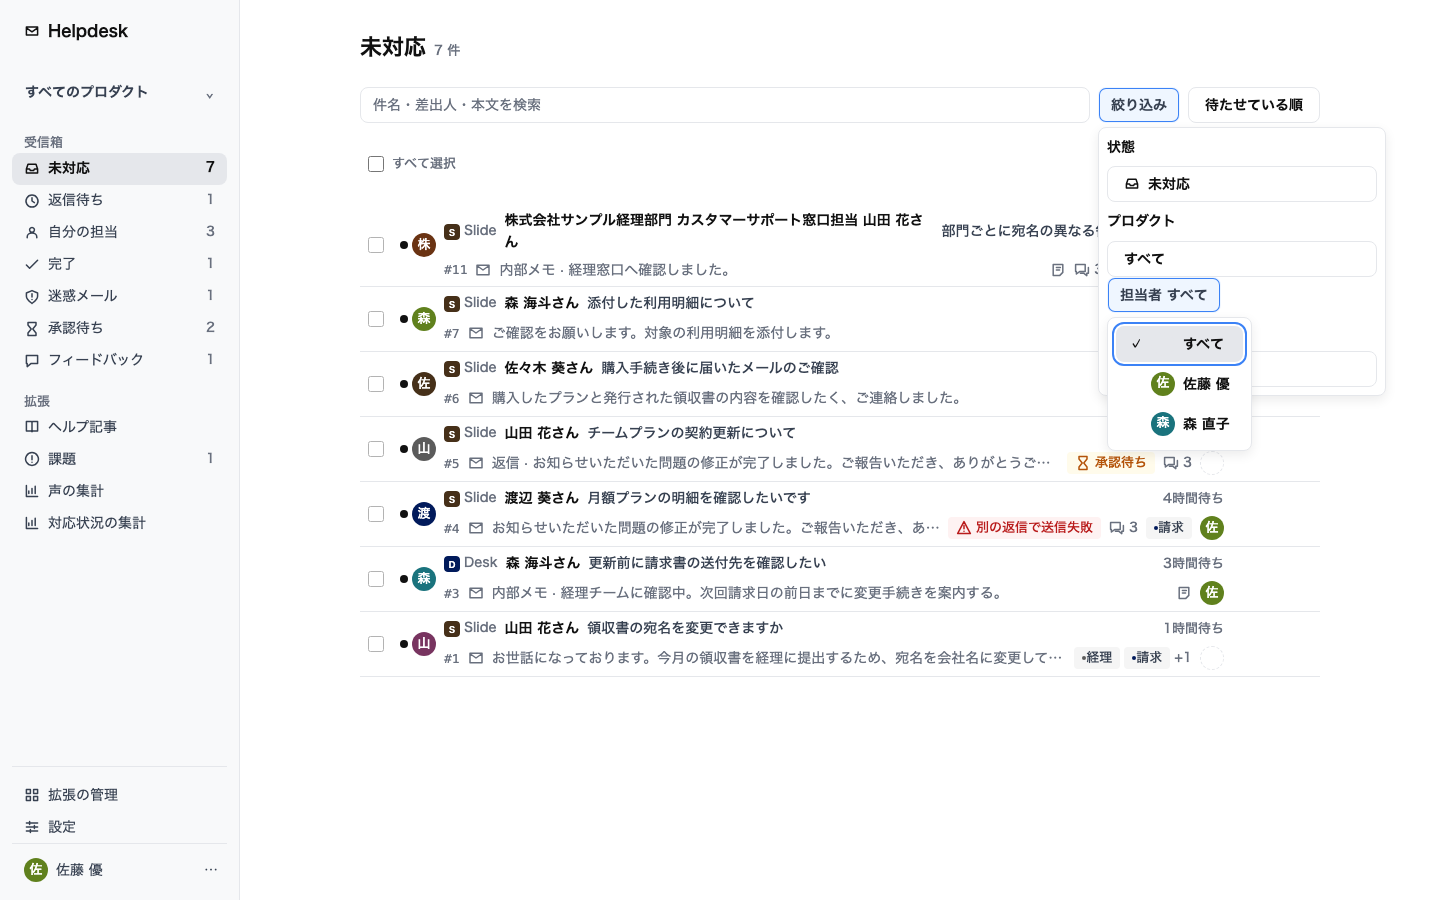 Helpdesk
すべてのプロダクト
受信箱
未対応 7
返信待ち 1
自分の担当 3
完了 1
迷惑メール 1
承認待ち 2
フィードバック 1
拡張
ヘルプ記事
課題 1
声の集計
対応状況の集計
拡張の管理
設定
佐 佐藤 優 …
未対応 7 件
件名・差出人・本文を検索 絞り込み 待たせている順
すべて選択
株 S Slide 株式会社サンプル経理部門 カスタマーサポート窓口担当 山田 花さ
ん
部門ごとに宛名の異なる
#11 内部メモ · 経理窓口へ確認しました。
森 S Slide 森 海斗さん 添付した利用明細について
#7 ご確認をお願いします。対象の利用明細を添付します。
佐 S Slide 佐々木 葵さん 購入手続き後に届いたメールのご確認
#6 購入したプランと発行された領収書の内容を確認したく、ご連絡しました。
山 S Slide 山田 花さん チームプランの契約更新について
#5 返信 · お知らせいただいた問題の修正が完了しました。ご報告いただき、ありがとうご… 承認待ち 3
渡 S Slide 渡辺 葵さん 月額プランの明細を確認したいです 4時間待ち
#4 お知らせいただいた問題の修正が完了しました。ご報告いただき、あ… 別の返信で送信失敗 3 •請求 佐
森 D Desk 森 海斗さん 更新前に請求書の送付先を確認したい 3時間待ち
#3 内部メモ · 経理チームに確認中。次回請求日の前日までに変更手続きを案内する。 佐
山 S Slide 山田 花さん 領収書の宛名を変更できますか 1時間待ち
#1 お世話になっております。今月の領収書を経理に提出するため、宛名を会社名に変更して… •経理 •請求 +1
状態
未対応
プロダクト
すべて
担当者 すべて
✓ すべて
佐 佐藤 優
森 森 直子